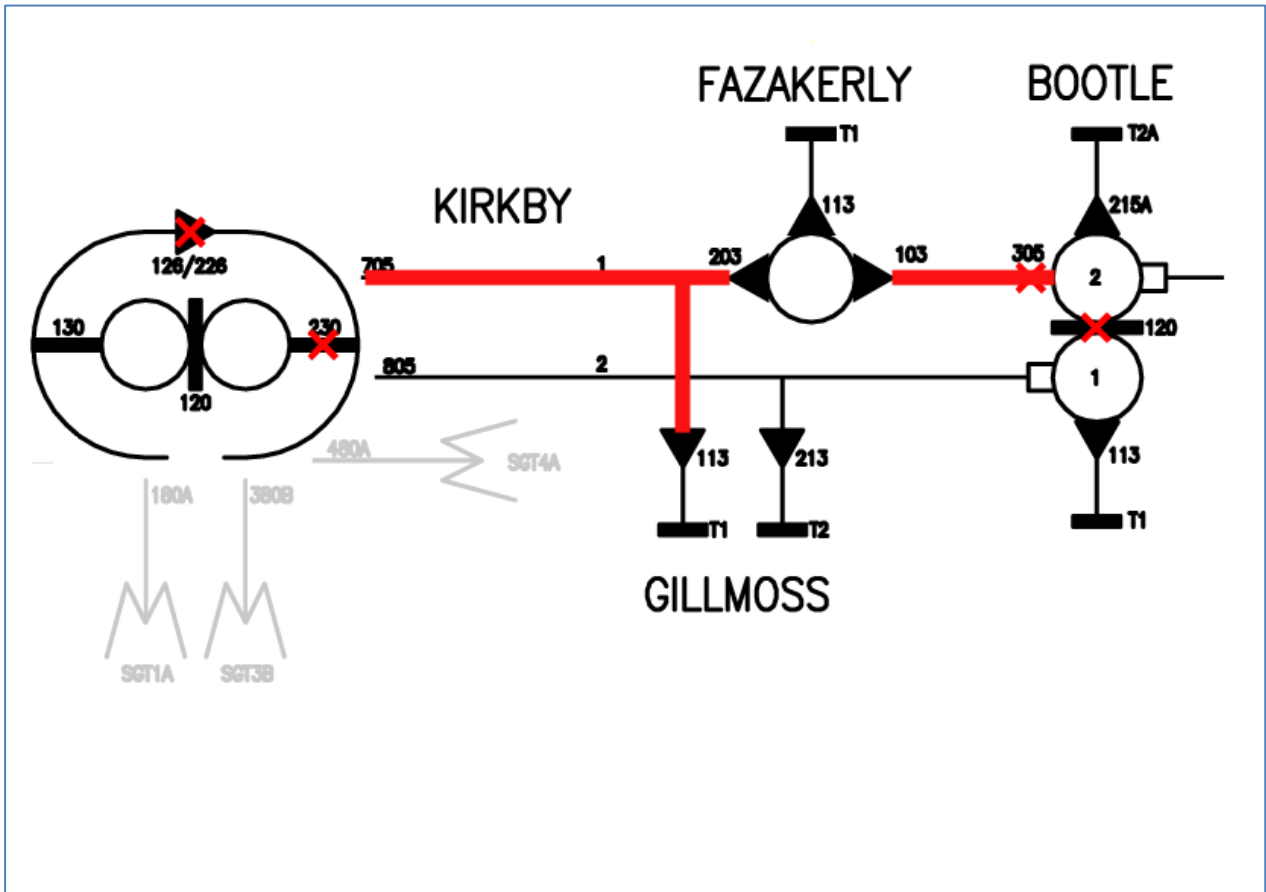 FAZAKERLY
BOOTLE
T1
T2A
KIRKBY
113
215A
126/226
705
1
203
103
305
2
130
230
120
120
805
2
1
480A
SGT4A
113
213
113
180A
380B
T1
T2
T1
GILLMOSS
SGT1A
SGT3B